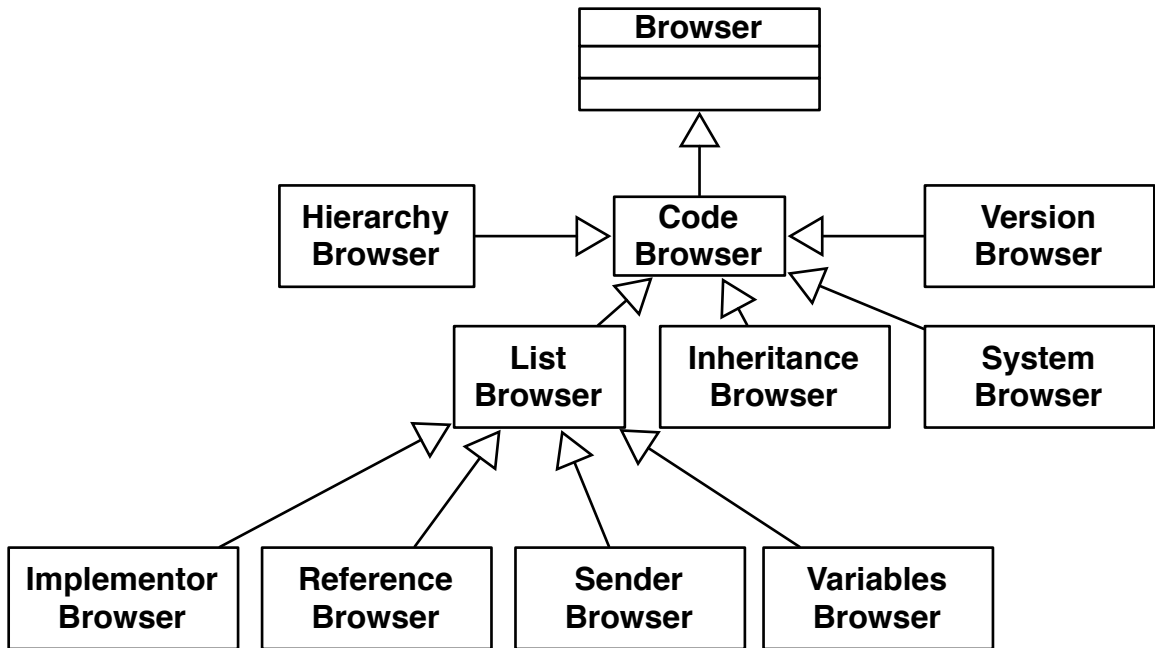 Browser
Hierarchy
Browser
Code
Browser
Version
Browser
List
Browser
Inheritance
Browser
System
Browser
Implementor
Browser
Reference
Browser
Sender
Browser
Variables
Browser